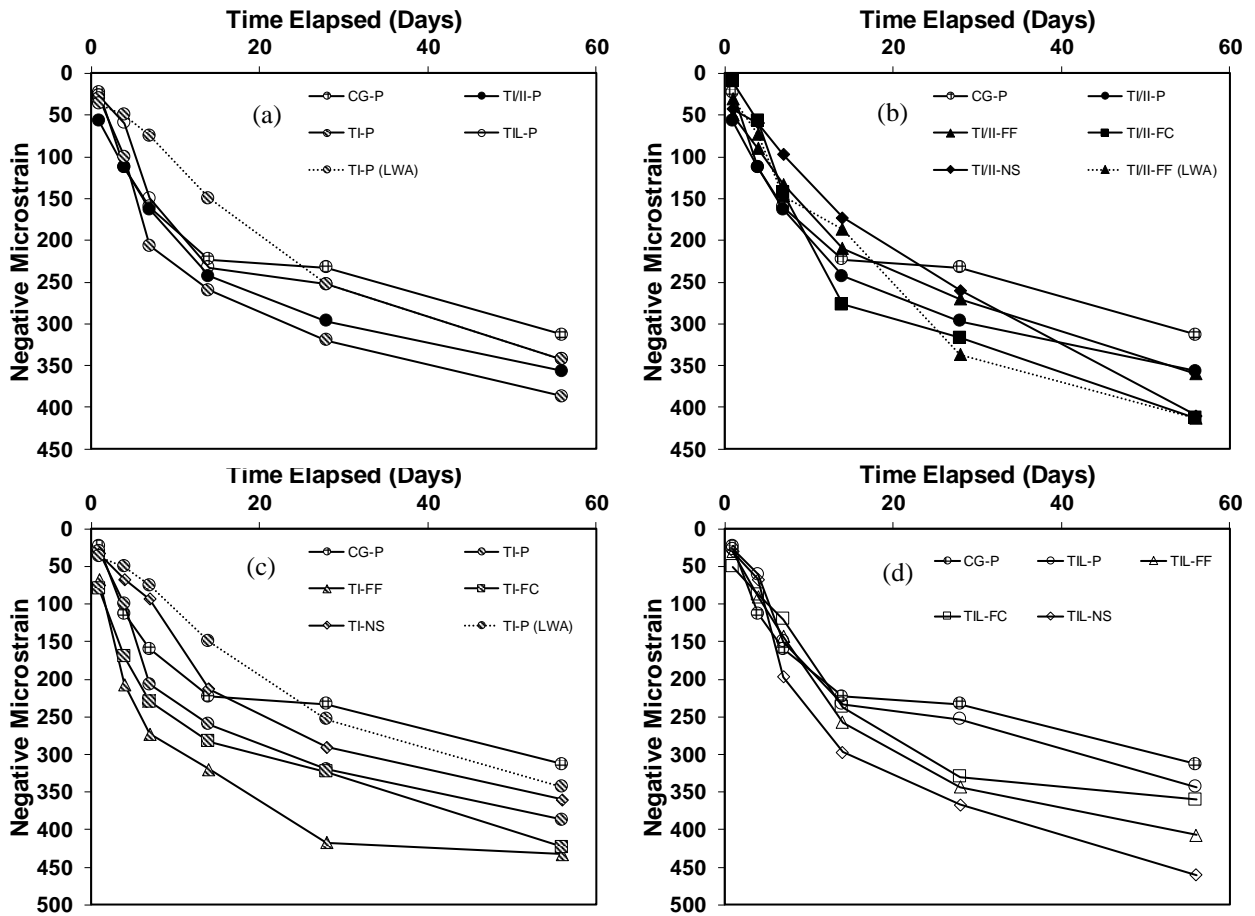 Time Elapsed (Days)
0 20 40 60
0
50
100
150
200
250
300
350
400
450
Negative Microstrain
(a)
CG-P TI/II-P
TI-P TIL-P
TI-P (LWA)
Time Elapsed (Days)
0 20 40 60
0
50
100
150
200
250
300
350
400
450
Negative Microstrain
(b)
CG-P TI/II-P
TI/II-FF TI/II-FC
TI/II-NS TI/II-FF (LWA)
Time Elapsed (Days)
0 20 40 60
0
50
100
150
200
250
300
350
400
450
500
Negative Microstrain
(c)
CG-P TI-P
TI-FF TI-FC
TI-NS TI-P (LWA)
Time Elapsed (Days)
0 20 40 60
0
50
100
150
200
250
300
350
400
450
500
Negative Microstrain
(d)
CG-P TIL-P TIL-FF
TIL-FC TIL-NS